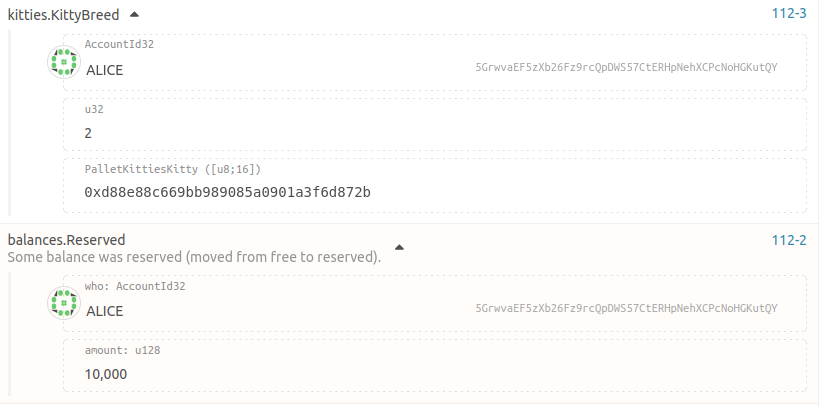 kitties.KittyBreed 112-3
AccountId32
ALICE 5GrwvaEF5zXb26Fz9rcQpDWS57CtERHpNehXCPcNoHGKutQY
u32
2
PalletKittiesKitty ([u8;16])
0xd88e88c669bb989085a0901a3f6d872b
balances.Reserved 112-2
Some balance was reserved (moved from free to reserved).
who: AccountId32
ALICE 5GrwvaEF5zXb26Fz9rcQpDWS57CtERHpNehXCPcNoHGKutQY
amount: u128
10,000